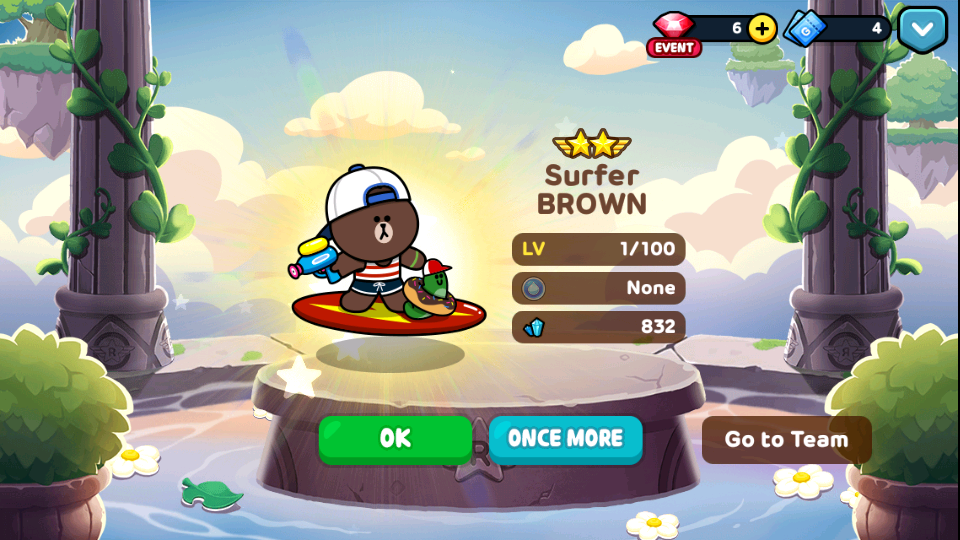 6
4
EVENT
Surfer
BROWN
LV 1/100
None
832
OK
ONCE MORE
Go to Team
R